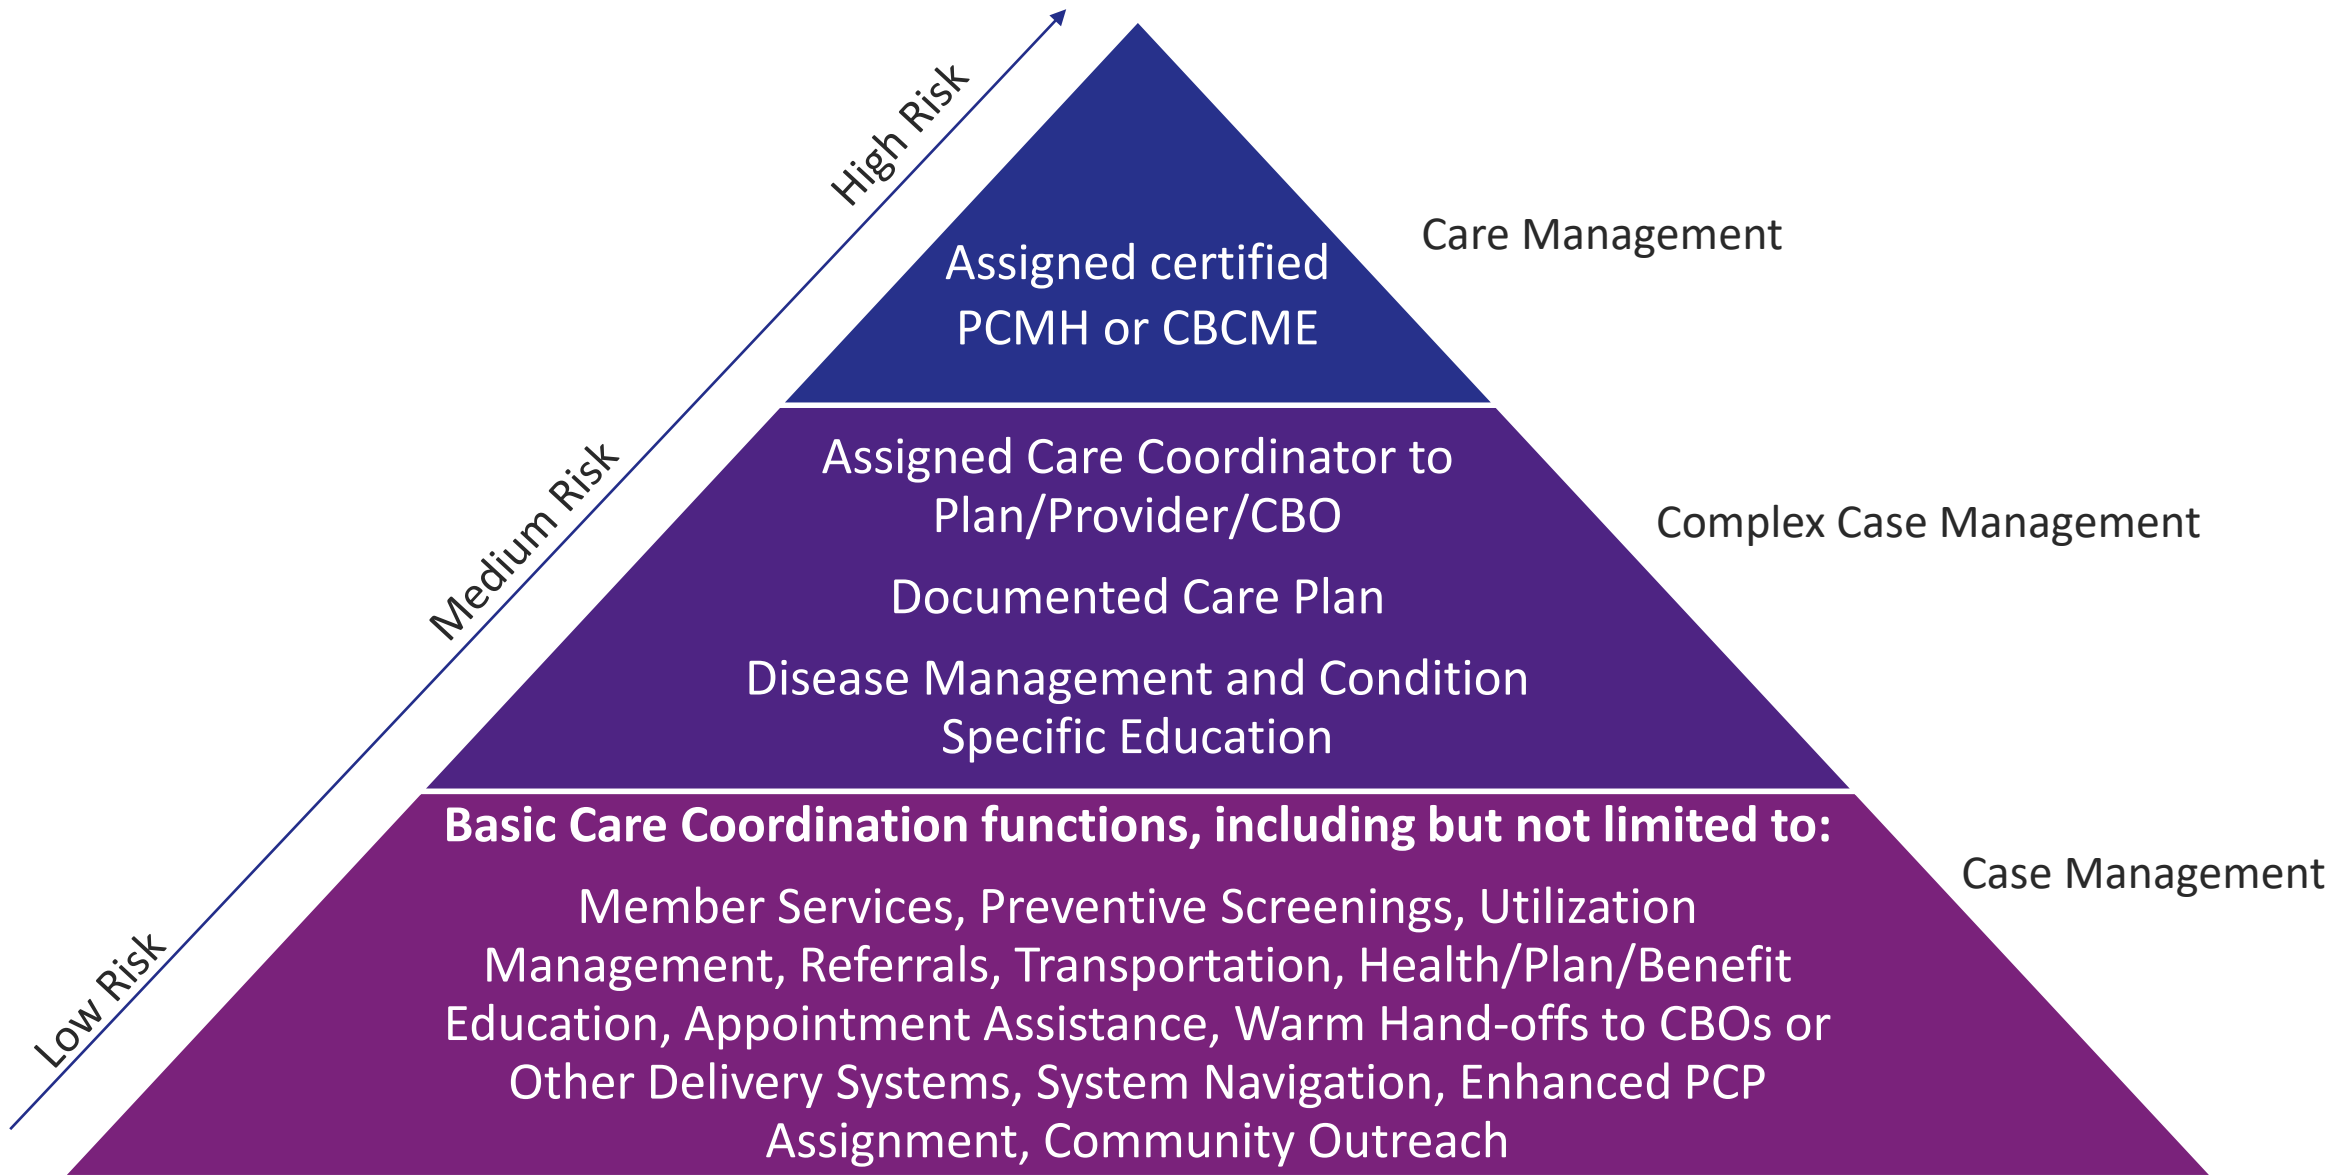 High Risk
Care Management
Assigned certified
PCMH or CBCME
Medium Risk
Complex Case Management
Assigned Care Coordinator to
Plan/Provider/CBO
Documented Care Plan
Disease Management and Condition
Specific Education
Low Risk
Case Management
Basic Care Coordination functions, including but not limited to:
Member Services, Preventive Screenings, Utilization
Management, Referrals, Transportation, Health/Plan/Benefit
Education, Appointment Assistance, Warm Hand-offs to CBOs or
Other Delivery Systems, System Navigation, Enhanced PCP
Assignment, Community Outreach